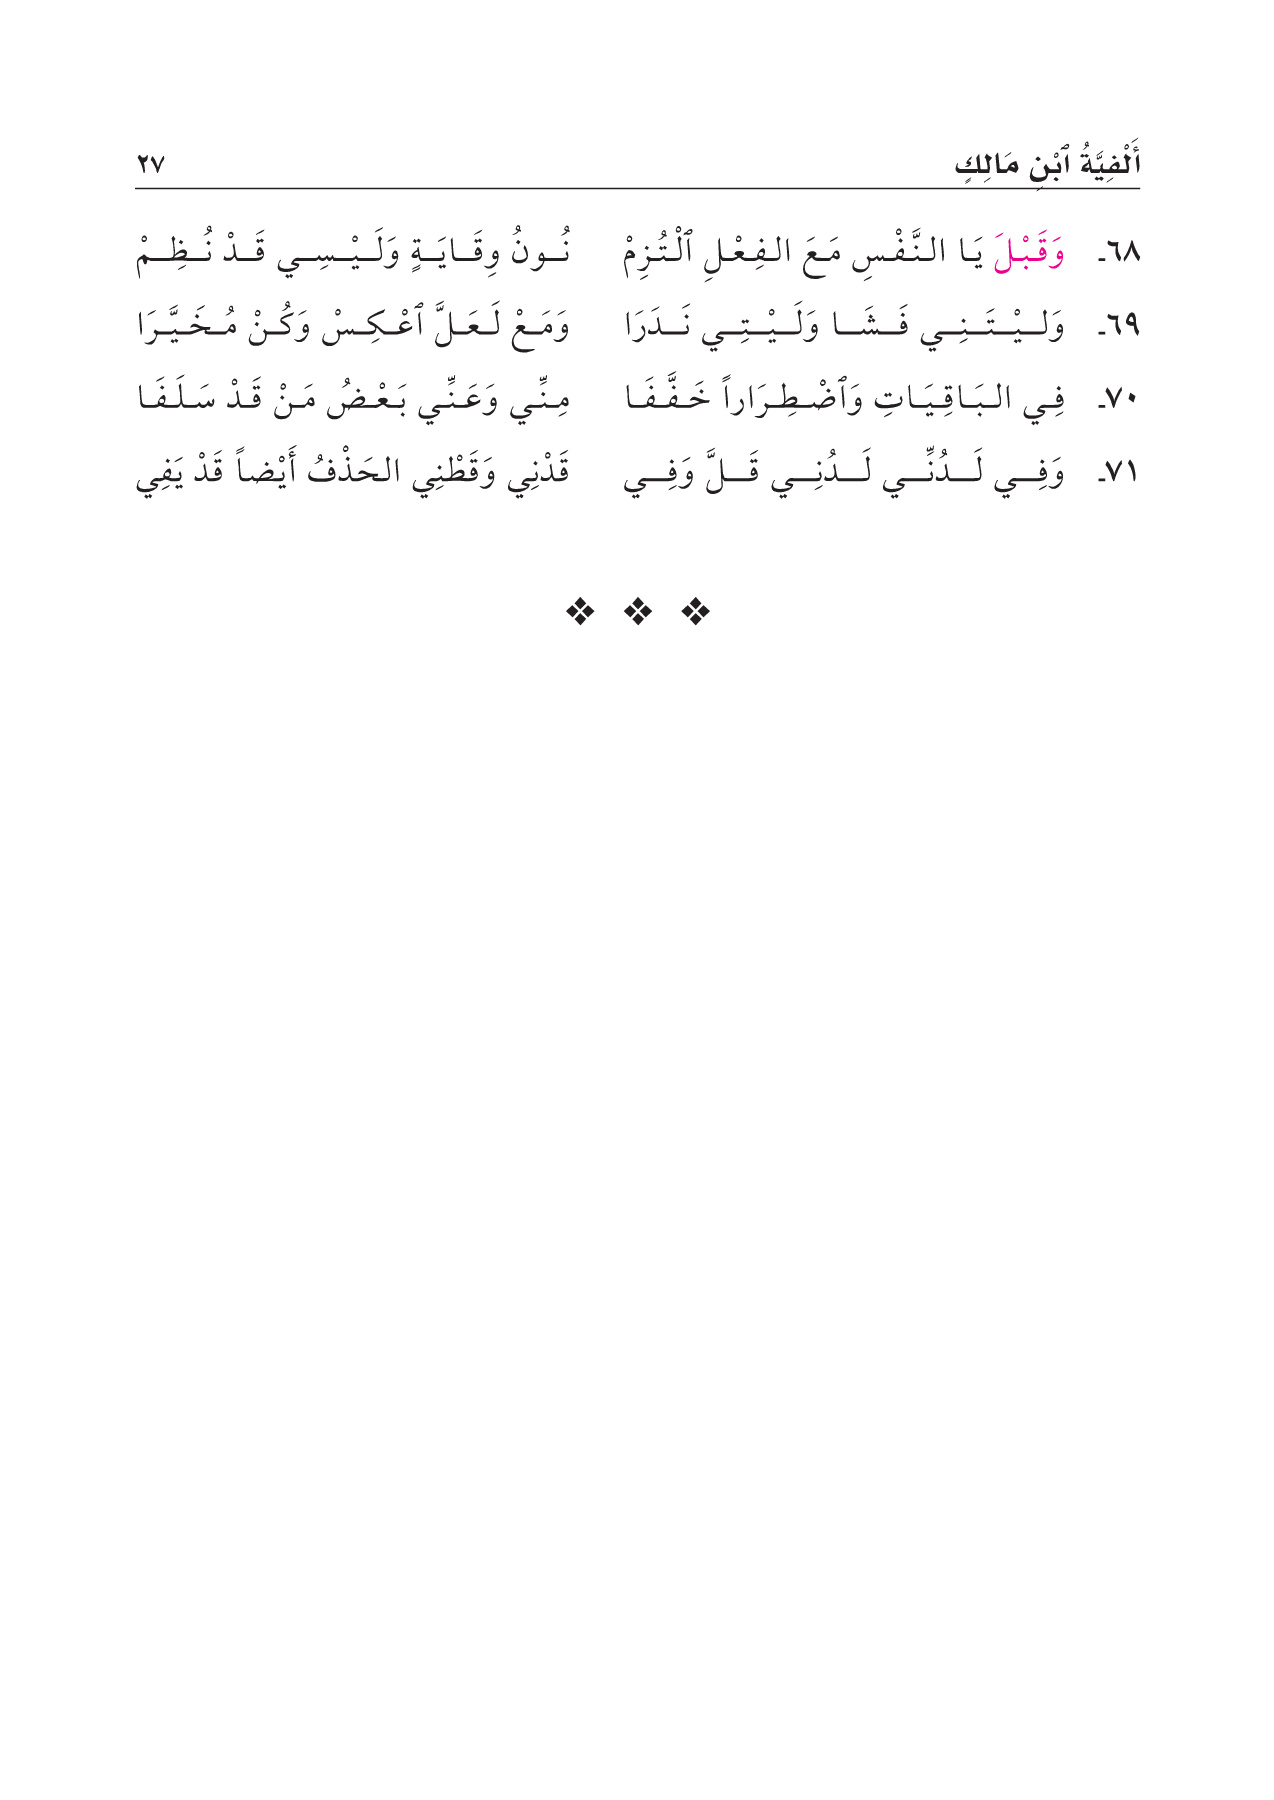 أَلْفِيَّةُ ٱبْنِ مَالِكٍ ٢٧
٦٨ـ وَقَبْلَ يَا النَّفْسِ مَعَ الفِعْلِ ٱلْتُزِمْ نُونُ وِقَايَةٍ وَلَيْسِي قَدْ نُظِمْ
٦٩ـ وَلَيْتَنِي فَشَا وَلَيْتِي نَدَرَا وَمَعْ لَعَلَّ ٱعْكِسْ وَكُنْ مُخَيَّرَا
٧٠ـ فِي البَاقِيَاتِ وَٱضْطِرَاراً خَفَّفَا مِنِّي وَعَنِّي بَعْضُ مَنْ قَدْ سَلَفَا
٧١ـ وَفِي لَدُنِّي لَدُنِي قَلَّ وَفِي قَدْنِي وَقَطْنِي الحَذْفُ أَيْضاً قَدْ يَفِي